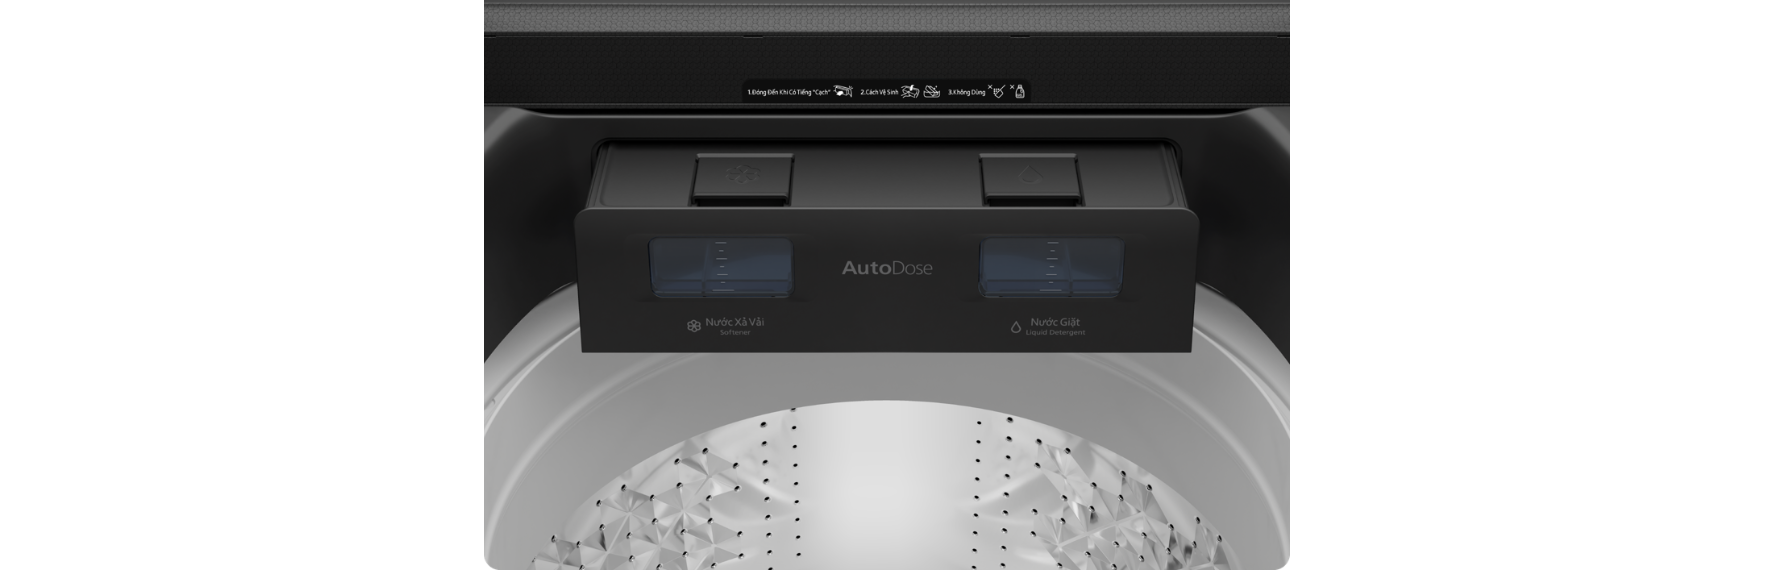 1.Đóng Đến Khi Có Tiếng "Cạch" 2.Cách Vệ Sinh 3.Không Dùng
AutoDose
Nước Xả Vải
Softener
Nước Giặt
Liquid Detergent